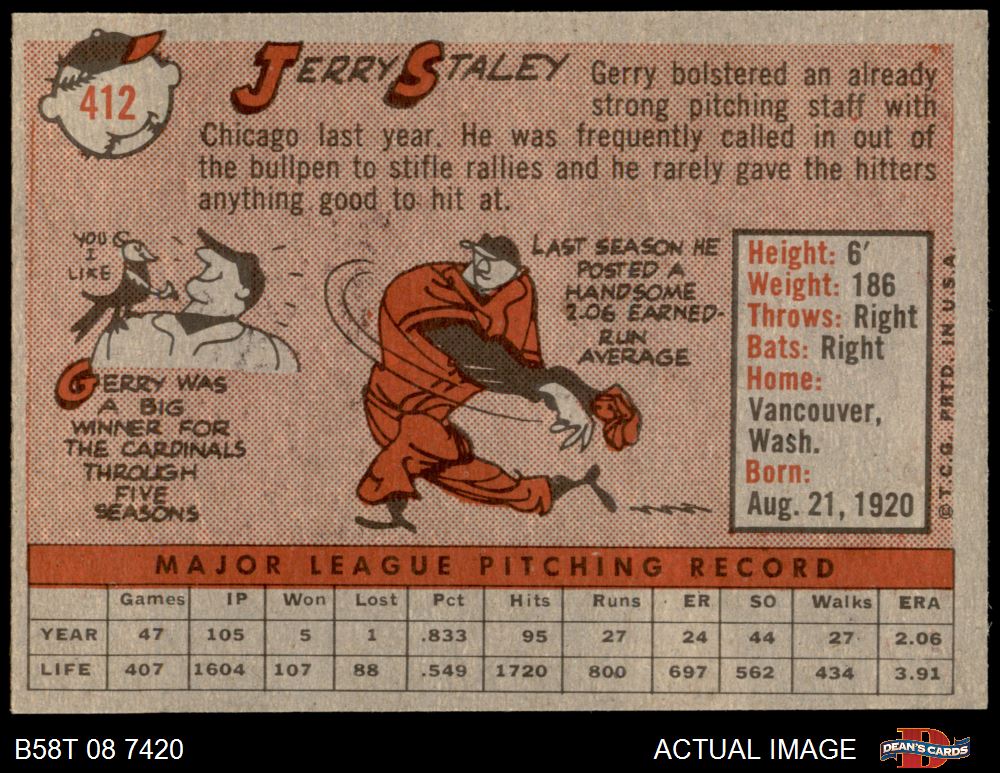 412
JERRY STALEY
Gerry bolstered an already
strong pitching staff with
Chicago last year. He was frequently called in out of
the bullpen to stifle rallies and he rarely gave the hitters
anything good to hit at.
YOU
I
LIKE
GERRY WAS
A BIG
WINNER FOR
THE CARDINALS
THROUGH
FIVE
SEASONS
LAST SEASON HE
POSTED A
HANDSOME
2.06 EARNED-
RUN
AVERAGE
Height: 6'
Weight: 186
Throws: Right
Bats: Right
Home:
Vancouver,
Wash.
Born:
Aug. 21, 1920
© T.C.G. PRTD. IN U.S.A.
MAJOR LEAGUE PITCHING RECORD
Games IP Won Lost Pct Hits Runs ER SO Walks ERA
YEAR 47 105 5 1 .833 95 27 24 44 27 2.06
LIFE 407 1604 107 88 .549 1720 800 697 562 434 3.91
B58T 08 7420
ACTUAL IMAGE
DEAN'S CARDS